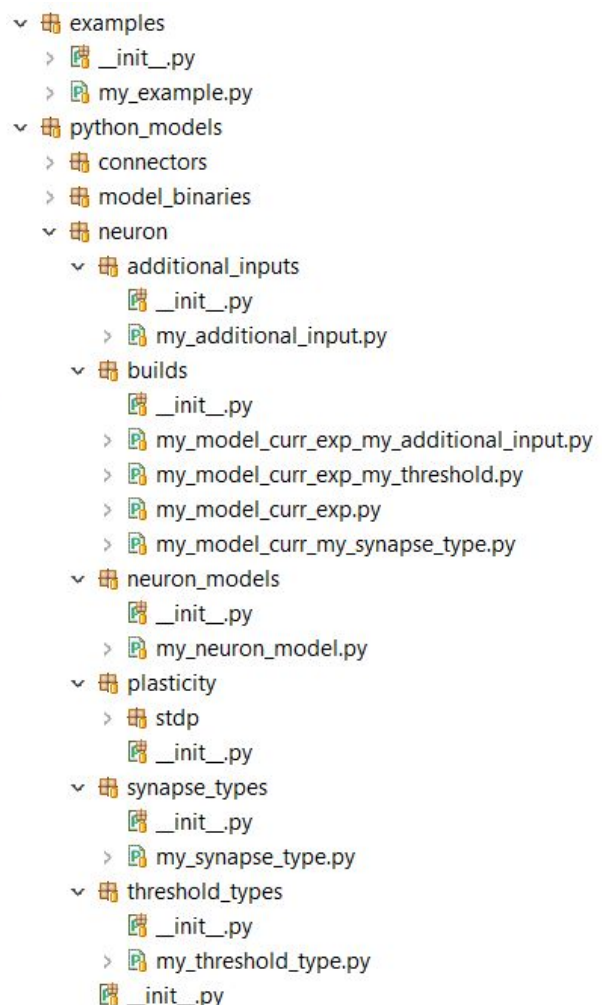 examples
__init__.py
my_example.py
python_models
connectors
model_binaries
neuron
additional_inputs
__init__.py
my_additional_input.py
builds
__init__.py
my_model_curr_exp_my_additional_input.py
my_model_curr_exp_my_threshold.py
my_model_curr_exp.py
my_model_curr_my_synapse_type.py
neuron_models
__init__.py
my_neuron_model.py
plasticity
stdp
__init__.py
synapse_types
__init__.py
my_synapse_type.py
threshold_types
__init__.py
my_threshold_type.py
__init__.py